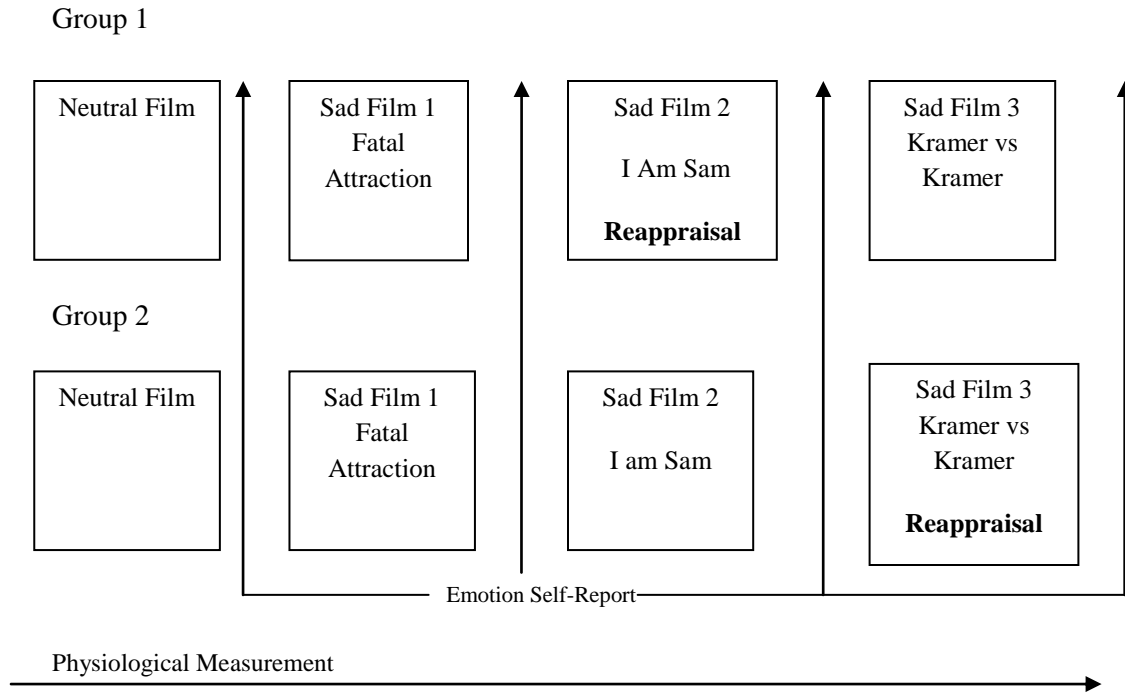 Group 1
Neutral Film
Sad Film 1
Fatal
Attraction
Sad Film 2
I Am Sam
Reappraisal
Sad Film 3
Kramer vs
Kramer
Group 2
Neutral Film
Sad Film 1
Fatal
Attraction
Sad Film 2
I am Sam
Sad Film 3
Kramer vs
Kramer
Reappraisal
Emotion Self-Report
Physiological Measurement